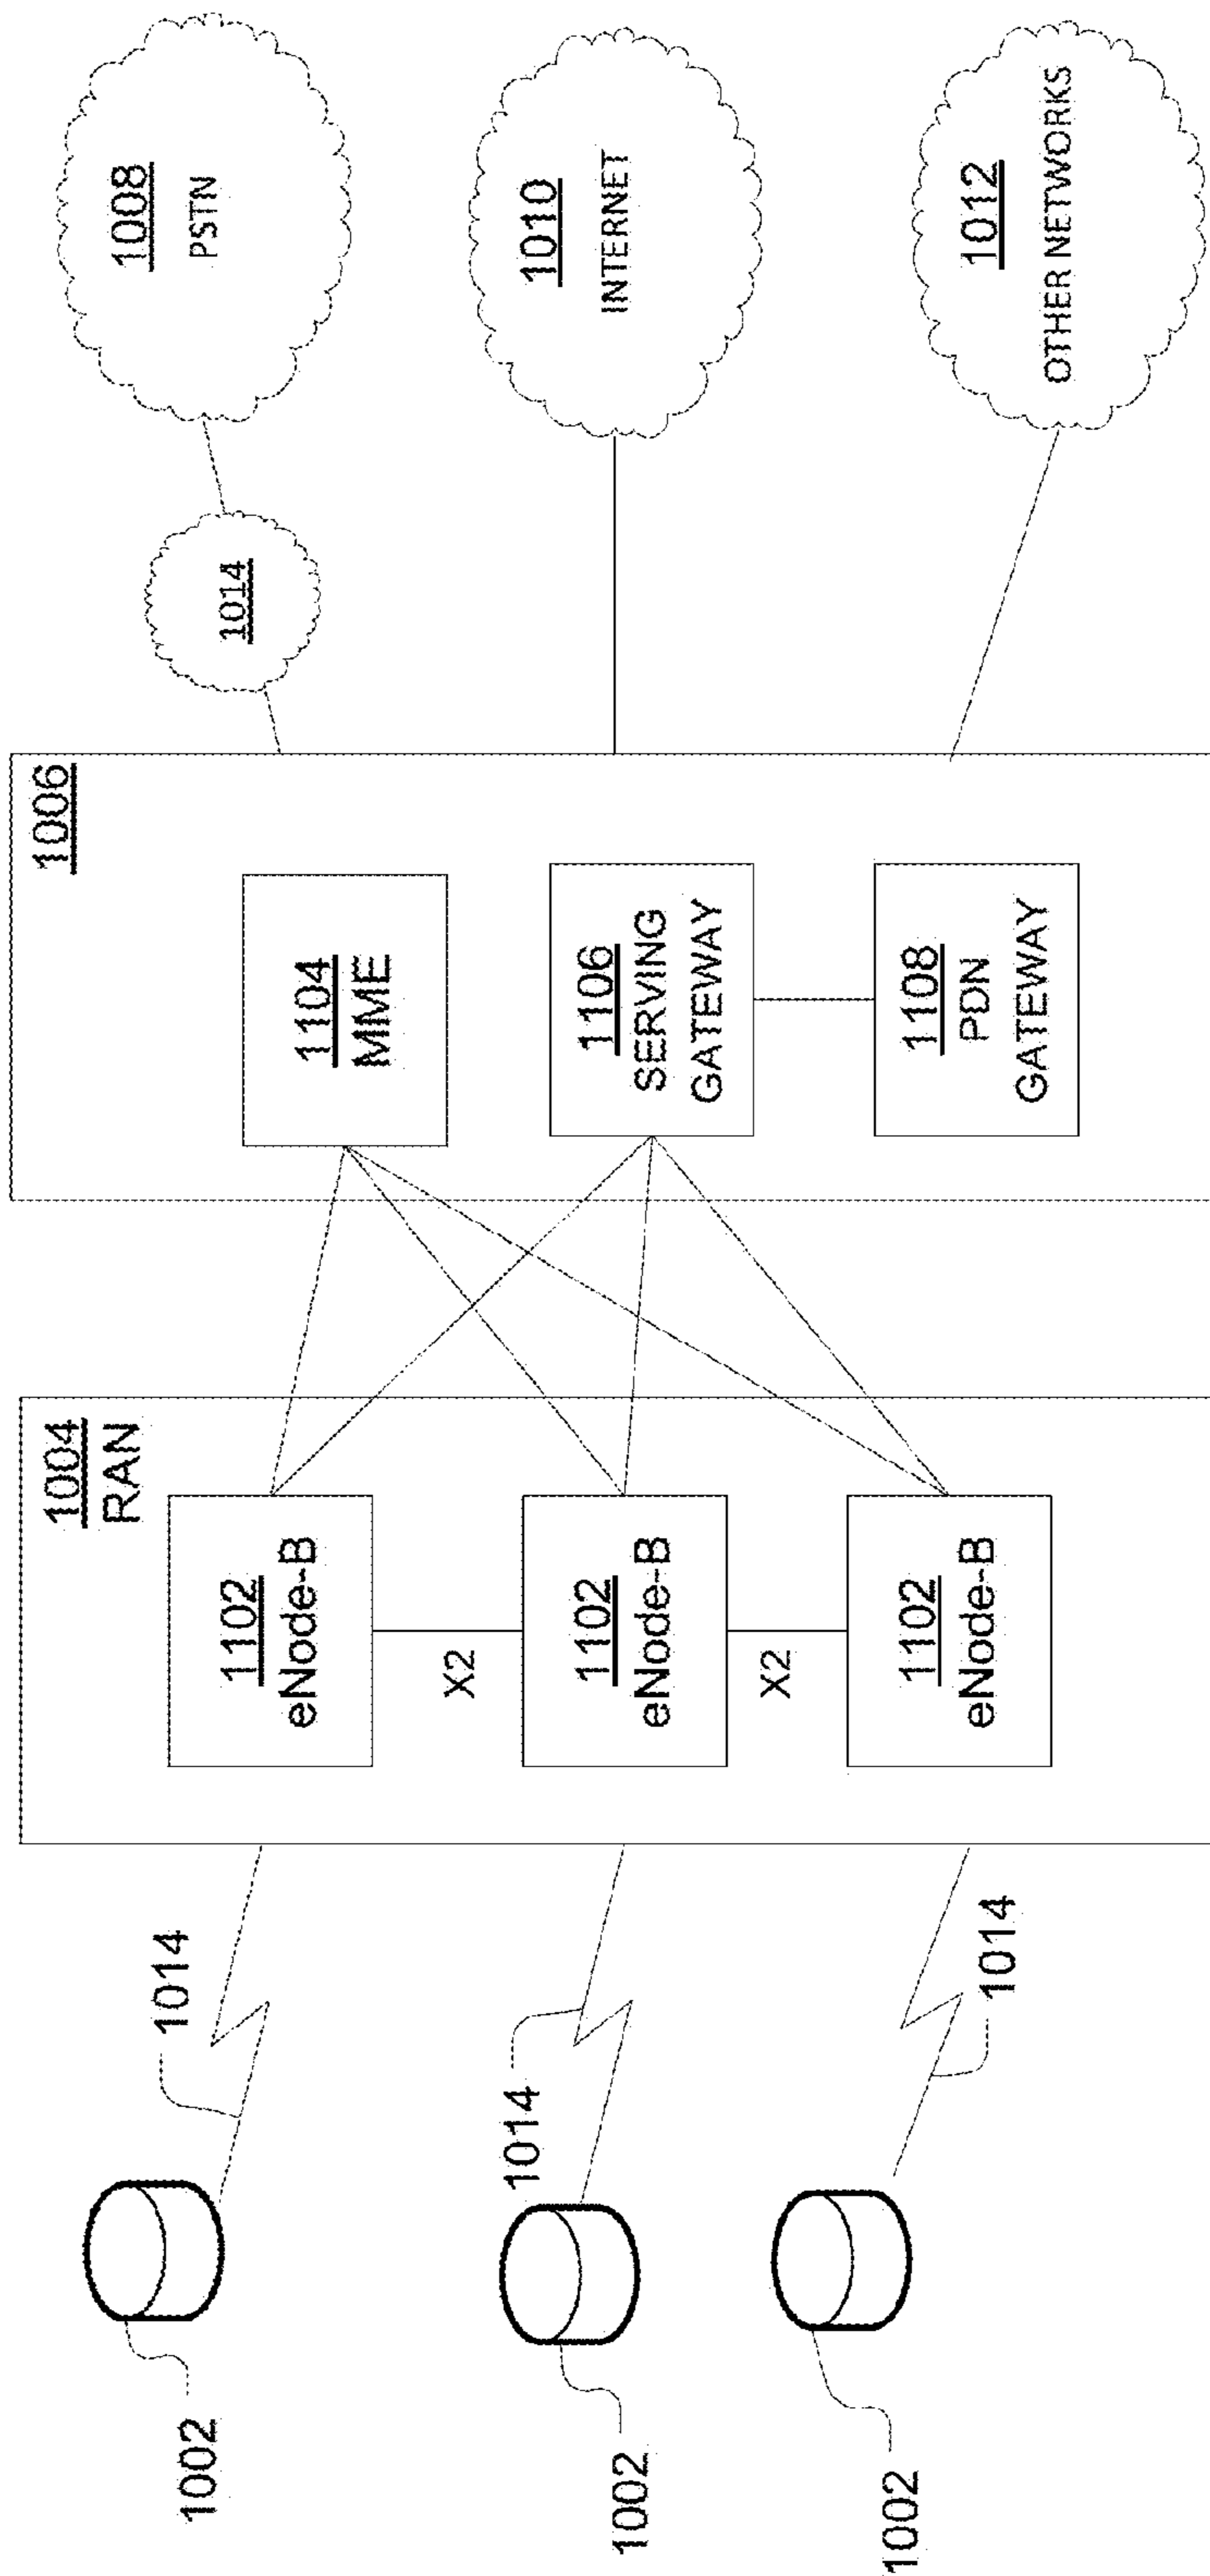 1002
1014
1002
1014
1002
1014
1004
RAN
1102
eNode-B
X2
1102
eNode-B
X2
1102
eNode-B
1006
1104
MME
1106
SERVING
GATEWAY
1108
PDN
GATEWAY
1014
1008
PSTN
1010
INTERNET
1012
OTHER NETWORKS